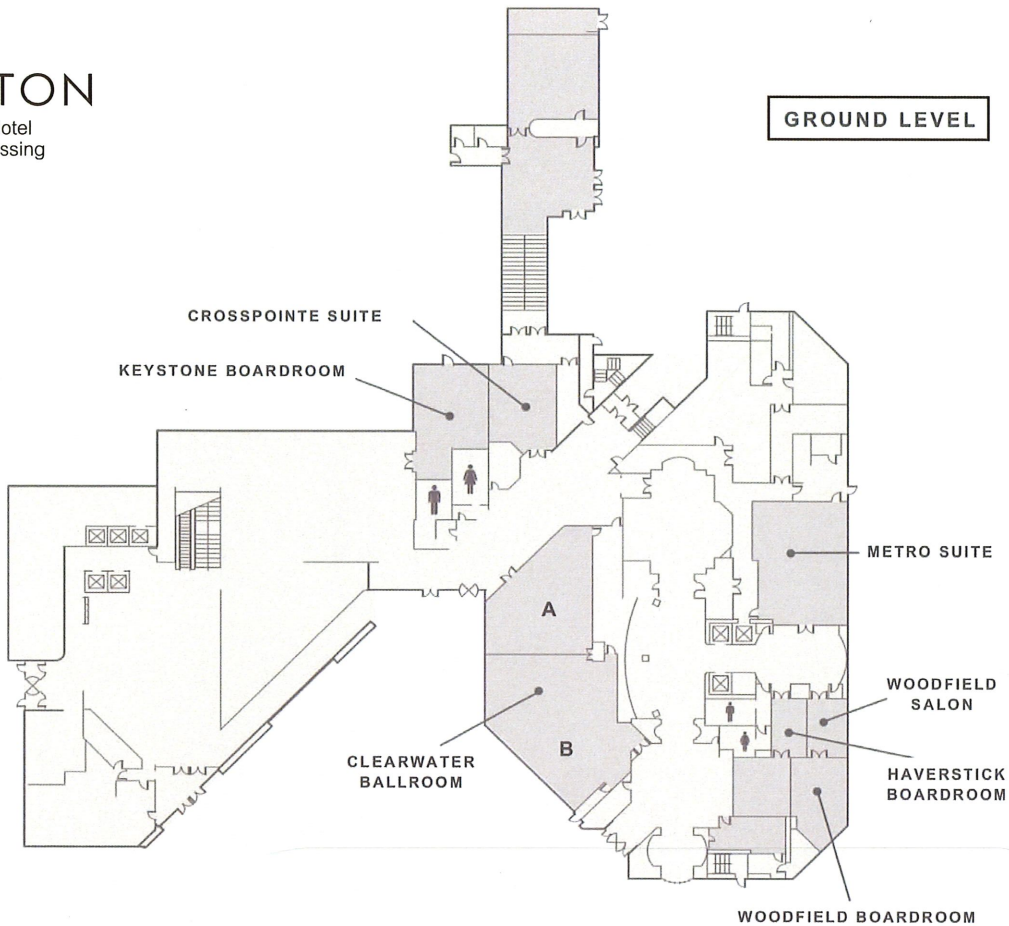 TON
otel
ssing
GROUND LEVEL
CROSSPOINTE SUITE
KEYSTONE BOARDROOM
METRO SUITE
A
WOODFIELD
SALON
CLEARWATER
BALLROOM
B
HAVERSTICK
BOARDROOM
WOODFIELD BOARDROOM